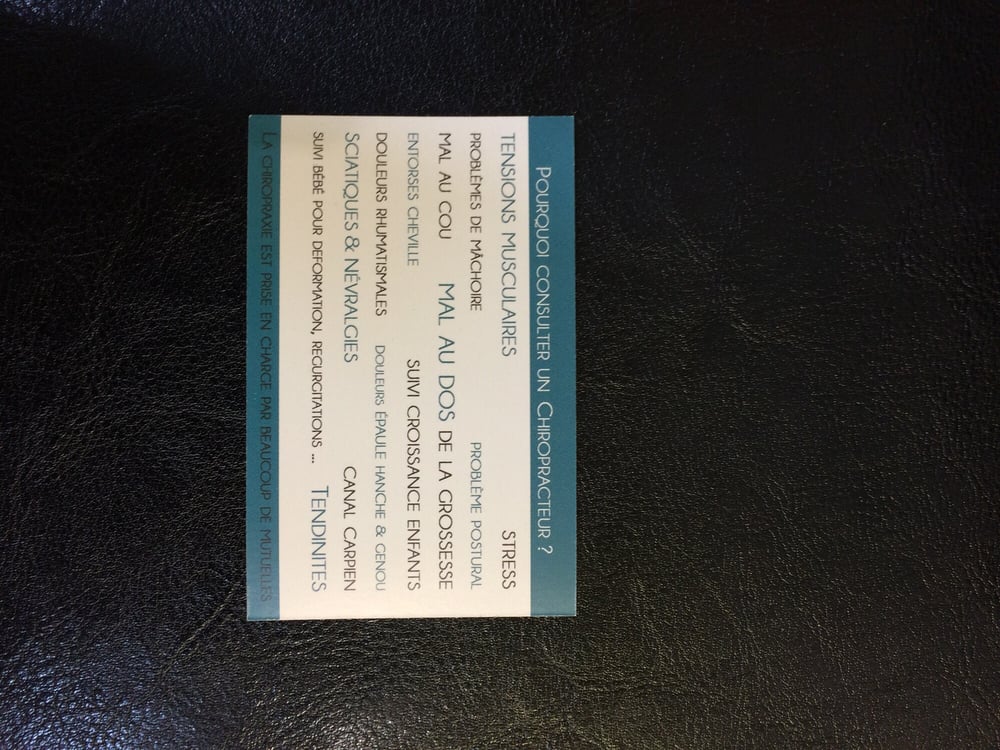 Pourquoi consulter un Chiropracteur ?
TENSIONS MUSCULAIRES STRESS
PROBLÈMES DE MÂCHOIRE PROBLÈME POSTURAL
MAL AU COU MAL AU DOS DE LA GROSSESSE
ENTORSES CHEVILLE SUIVI CROISSANCE ENFANTS
DOULEURS RHUMATISMALES DOULEURS ÉPAULE HANCHE & GENOU
SCIATIQUES & NÉVRALGIES CANAL CARPIEN
SUIVI BÉBÉ POUR DEFORMATION, REGURGITATIONS ... TENDINITES
LA CHIROPRAXIE EST PRISE EN CHARGE PAR BEAUCOUP DE MUTUELLES